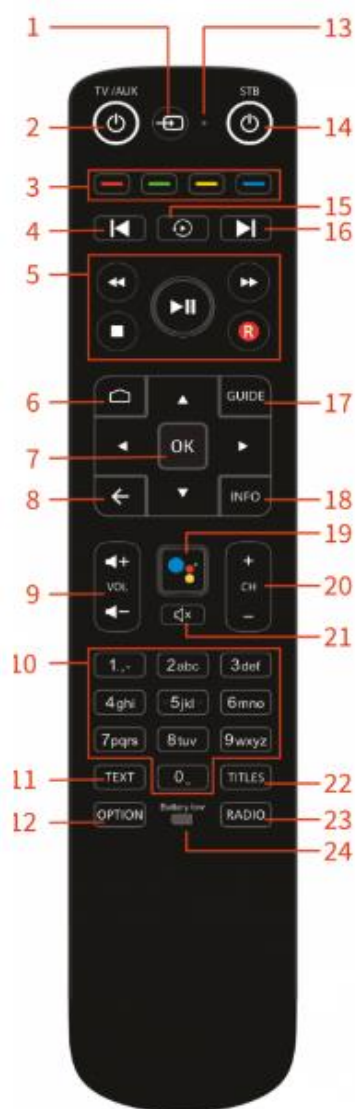 1 13
TV /AUX STB
2 14
3
15
4 16
5
R
6 GUIDE 17
7 OK
8 INFO 18
19
+ + 
9 VOL CH 20
- −
21
10 1.,- 2abc 3def
4ghi 5jkl 6mno
7pqrs 8tuv 9wxyz
11 TEXT 0_ TITLES 22
12 OPTION Battery low RADIO 23
24